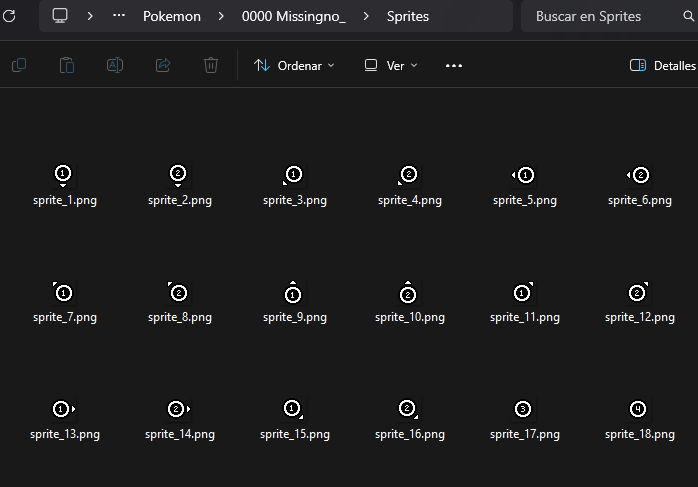 Pokemon > 0000 Missingno_ > Sprites
Buscar en Sprites
Ordenar
Ver
Detalles
1 2 1 2 1 2
sprite_1.png sprite_2.png sprite_3.png sprite_4.png sprite_5.png sprite_6.png
1 2 1 2 1 2
sprite_7.png sprite_8.png sprite_9.png sprite_10.png sprite_11.png sprite_12.png
1 2 1 2 3 4
sprite_13.png sprite_14.png sprite_15.png sprite_16.png sprite_17.png sprite_18.png